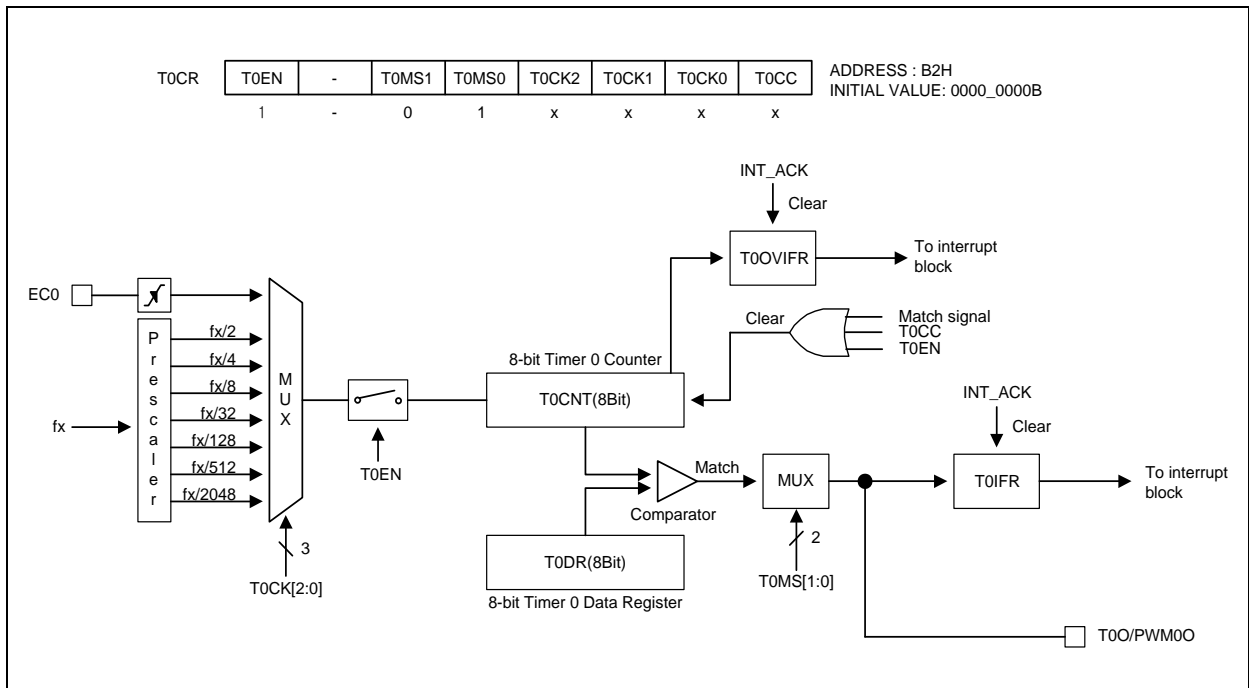 T0CR T0EN - T0MS1 T0MS0 T0CK2 T0CK1 T0CK0 T0CC
ADDRESS : B2H
INITIAL VALUE: 0000_0000B
1 - 0 1 x x x x
INT_ACK
Clear
T0OVIFR
To interrupt
block
EC0
Prescaler
fx/2
fx/4
fx/8
fx/32
fx/128
fx/512
fx/2048
fx
MUX
T0EN
3
T0CK[2:0]
8-bit Timer 0 Counter
T0CNT(8Bit)
Clear
Match signal
T0CC
T0EN
Match
Comparator
MUX
2
T0MS[1:0]
T0DR(8Bit)
8-bit Timer 0 Data Register
INT_ACK
Clear
T0IFR
To interrupt
block
T0O/PWM0O